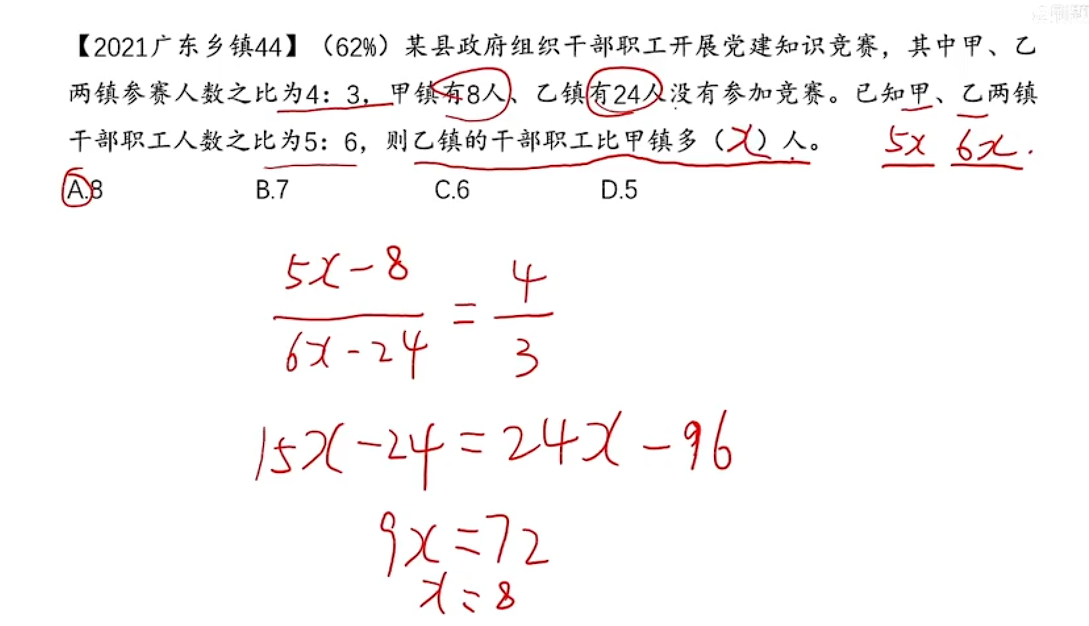 【2021广东乡镇44】（62%）某县政府组织干部职工开展党建知识竞赛，其中甲、乙
两镇参赛人数之比为4：3，甲镇有8人、乙镇有24人没有参加竞赛。已知甲、乙两镇
干部职工人数之比为5：6，则乙镇的干部职工比甲镇多（x）人。
5x 6x.
A.8 B.7 C.6 D.5
5x-8
6x-24
=
4
3
15x-24=24x-96
9x=72
x=8